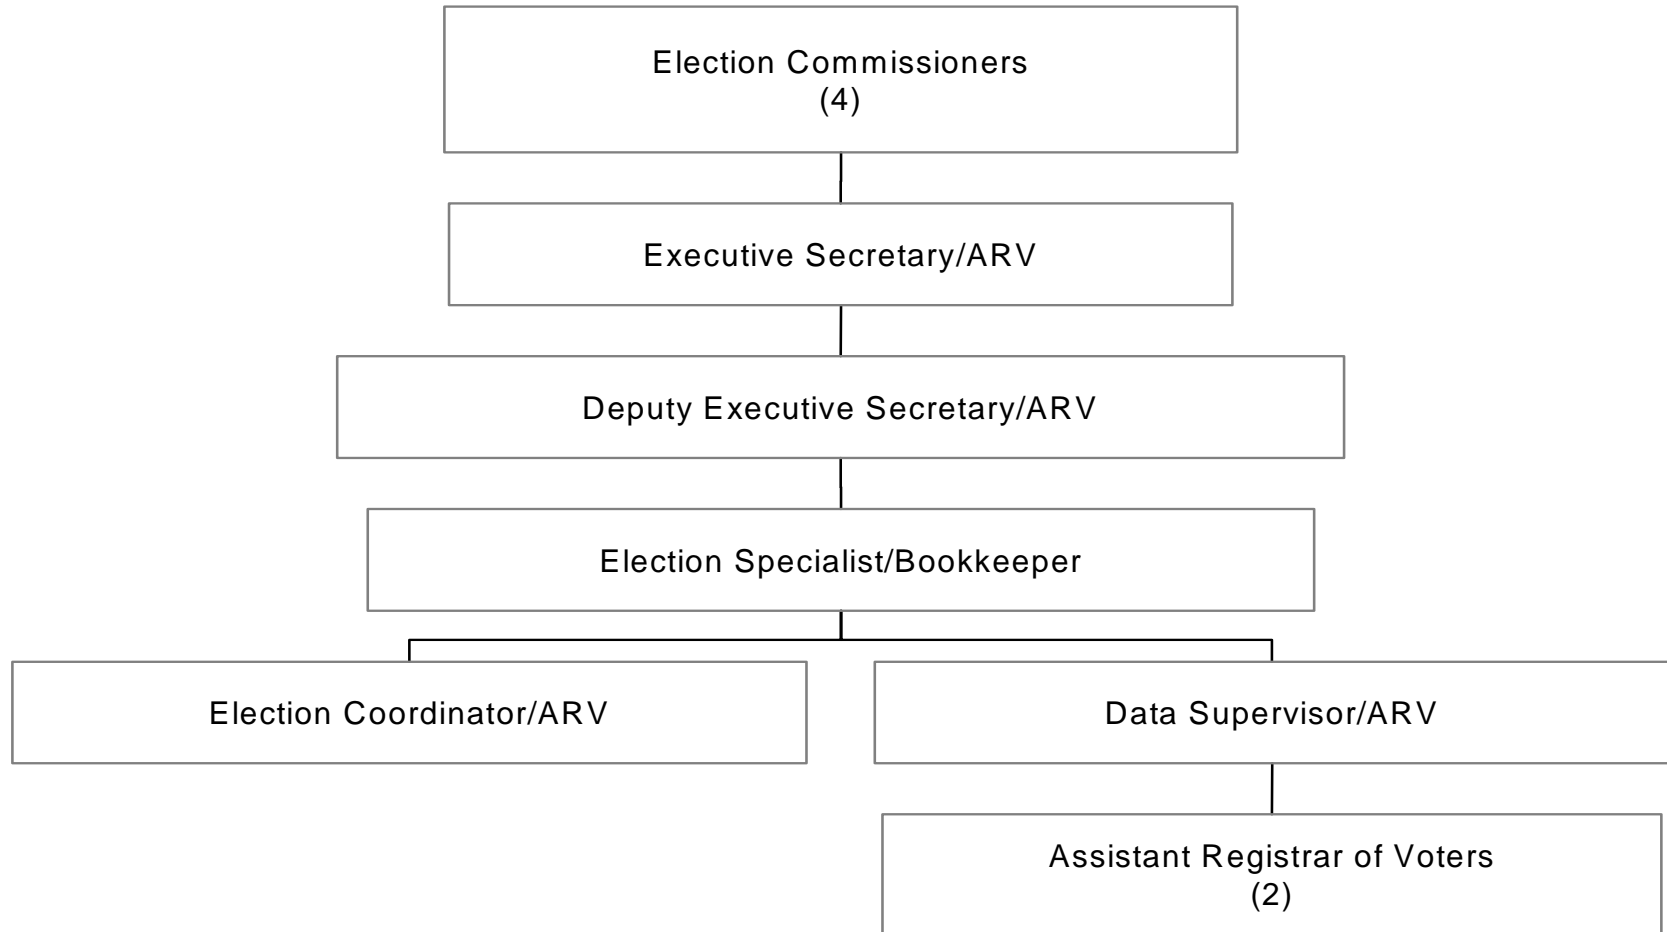 Election Commissioners
(4)
Executive Secretary/ARV
Deputy Executive Secretary/ARV
Election Specialist/Bookkeeper
Election Coordinator/ARV
Data Supervisor/ARV
Assistant Registrar of Voters
(2)